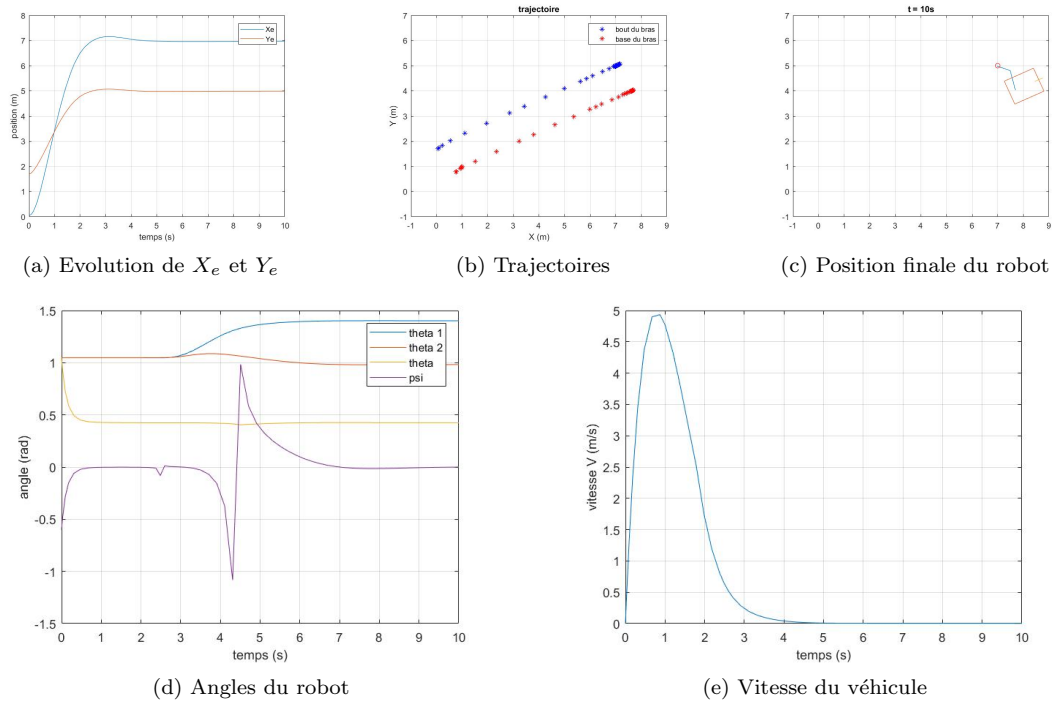 Xe
Ye
position (m)
8
7
6
5
4
3
2
1
0
0 1 2 3 4 5 6 7 8 9 10
temps (s)
(a) Evolution de Xe et Ye
trajectoire
bout du bras
base du bras
Y (m)
7
6
5
4
3
2
1
0
-1
-1 0 1 2 3 4 5 6 7 8 9
X (m)
(b) Trajectoires
t = 10s
7
6
5
4
3
2
1
0
-1
-1 0 1 2 3 4 5 6 7 8 9
(c) Position finale du robot
theta 1
theta 2
theta
psi
angle (rad)
1.5
1
0.5
0
-0.5
-1
-1.5
0 1 2 3 4 5 6 7 8 9 10
temps (s)
(d) Angles du robot
vitesse V (m/s)
5
4.5
4
3.5
3
2.5
2
1.5
1
0.5
0
0 1 2 3 4 5 6 7 8 9 10
temps (s)
(e) Vitesse du véhicule